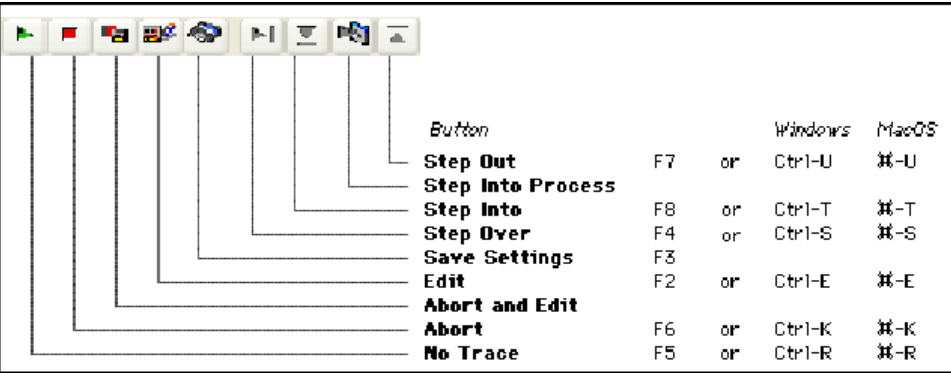 Button Windows MacOS
Step Out F7 or Ctrl-U ⌘-U
Step Into Process
Step Into F8 or Ctrl-T ⌘-T
Step Over F4 or Ctrl-S ⌘-S
Save Settings F3
Edit F2 or Ctrl-E ⌘-E
Abort and Edit
Abort F6 or Ctrl-K ⌘-K
No Trace F5 or Ctrl-R ⌘-R